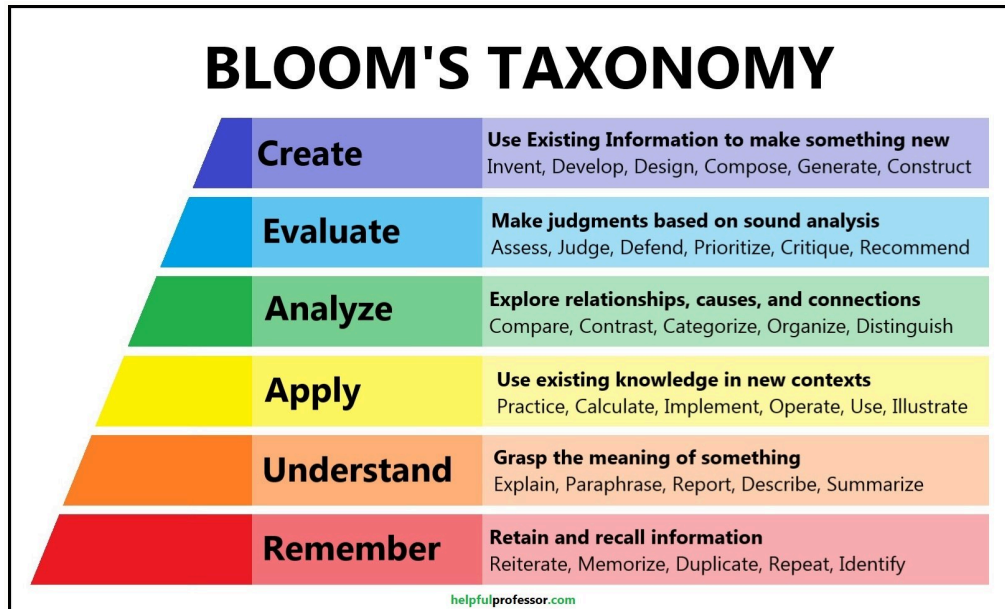 BLOOM'S TAXONOMY
Create
Use Existing Information to make something new
Invent, Develop, Design, Compose, Generate, Construct
Evaluate
Make judgments based on sound analysis
Assess, Judge, Defend, Prioritize, Critique, Recommend
Analyze
Explore relationships, causes, and connections
Compare, Contrast, Categorize, Organize, Distinguish
Apply
Use existing knowledge in new contexts
Practice, Calculate, Implement, Operate, Use, Illustrate
Understand
Grasp the meaning of something
Explain, Paraphrase, Report, Describe, Summarize
Remember
Retain and recall information
Reiterate, Memorize, Duplicate, Repeat, Identify
helpfulprofessor.com